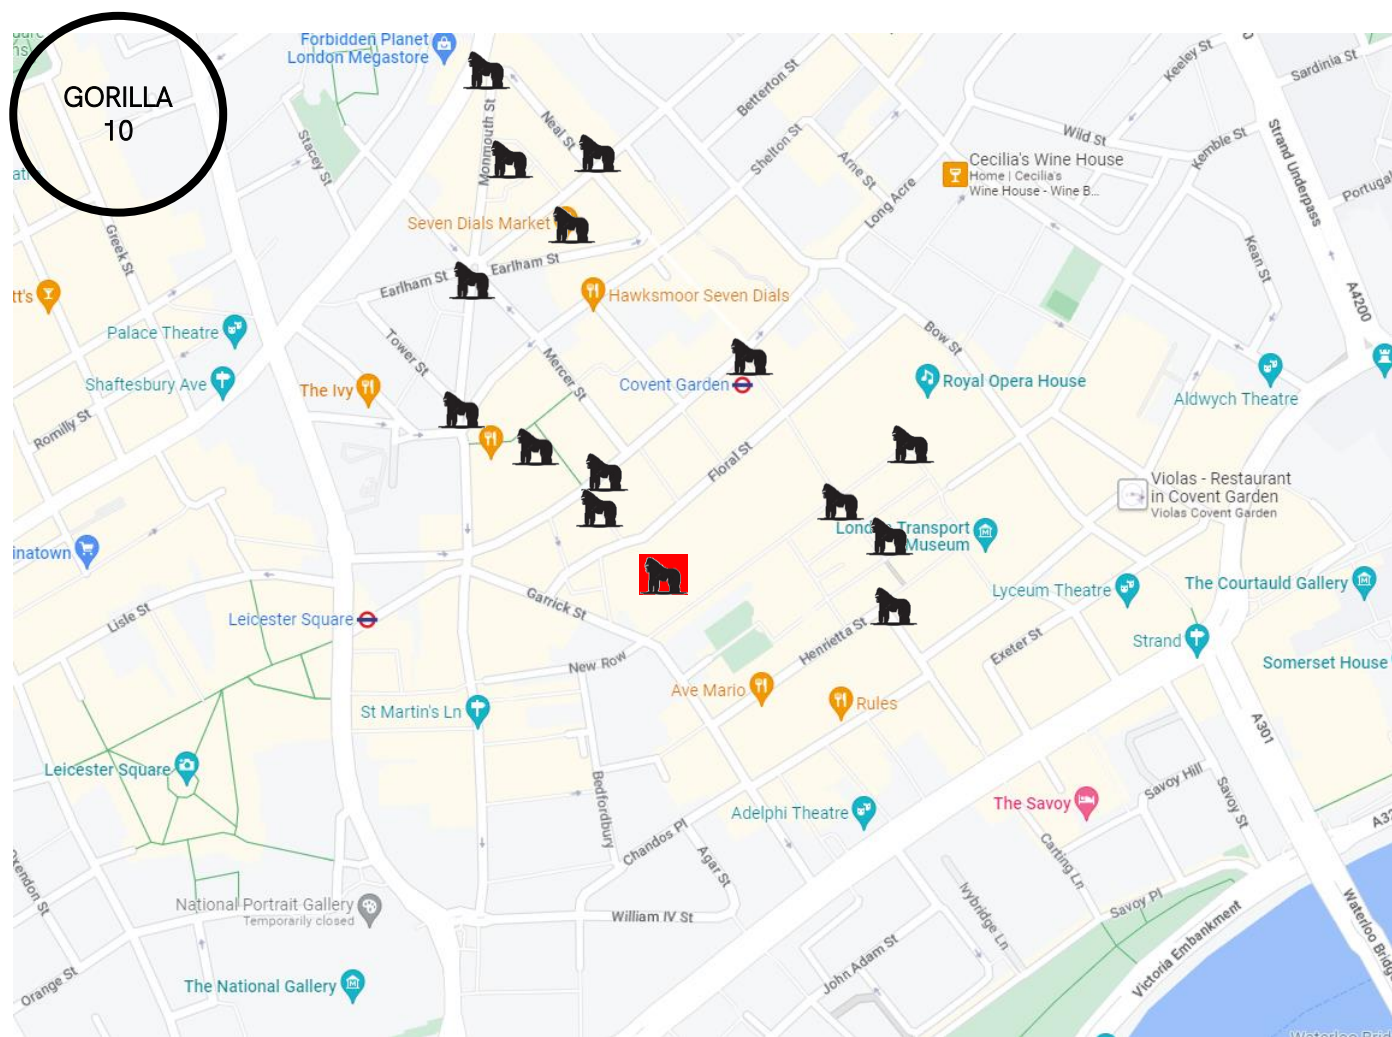 GORILLA
10
Forbidden Planet
London Megastore
Monmouth St
Neal St
Betterton St
Shelton St
Arne St
Long Acre
Keeley St
Sardinia St
Wild St
Kemble St
Strand Underpass
Portugal
Cecilia's Wine House
Home | Cecilia's
Wine House - Wine B...
Stacey St
Greek St
Seven Dials Market
Earlham St
Earlham St
Kean St
A4200
tt's
Hawksmoor Seven Dials
Palace Theatre
Tower St
Mercer St
Bow St
Shaftesbury Ave
The Ivy
Covent Garden
Royal Opera House
Aldwych Theatre
Romilly St
Floral St
Violas - Restaurant
in Covent Garden
Violas Covent Garden
London Transport
Museum
inatown
Lisle St
Leicester Square
Garrick St
New Row
Henrietta St
Lyceum Theatre
The Courtauld Gallery
Exeter St
Strand
Somerset House
Ave Mario
Rules
St Martin's Ln
A301
Leicester Square
Bedfordbury
Adelphi Theatre
The Savoy
Savoy Hill
Savoy St
Chandos Pl
Agar St
Carting Ln
Oxendon St
National Portrait Gallery
Temporarily closed
William IV St
Ivybridge Ln
Savoy Pl
Victoria Embankment
Waterloo Bridge
John Adam St
Orange St
The National Gallery